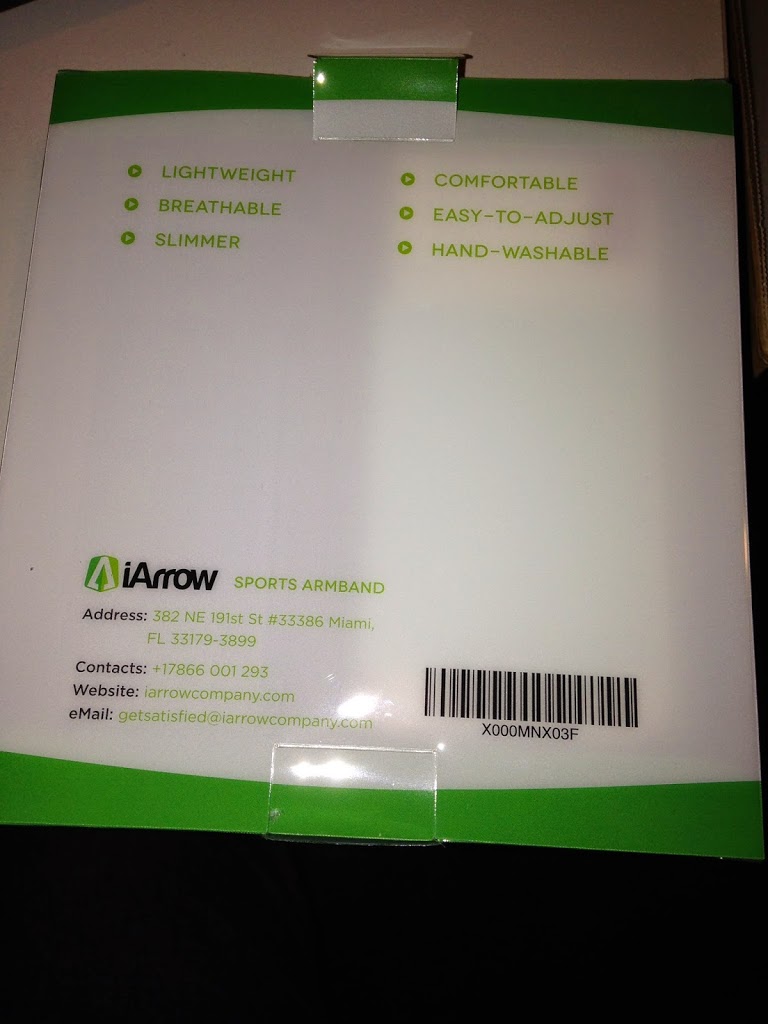 LIGHTWEIGHT
BREATHABLE
SLIMMER
COMFORTABLE
EASY-TO-ADJUST
HAND-WASHABLE
iArrow SPORTS ARMBAND
Address: 382 NE 191st St #33386 Miami,
FL 33179-3899
Contacts: +17866 001 293
Website: iarrowcompany.com
eMail: getsatisfied@iarrowcompany.com
X000MNX03F